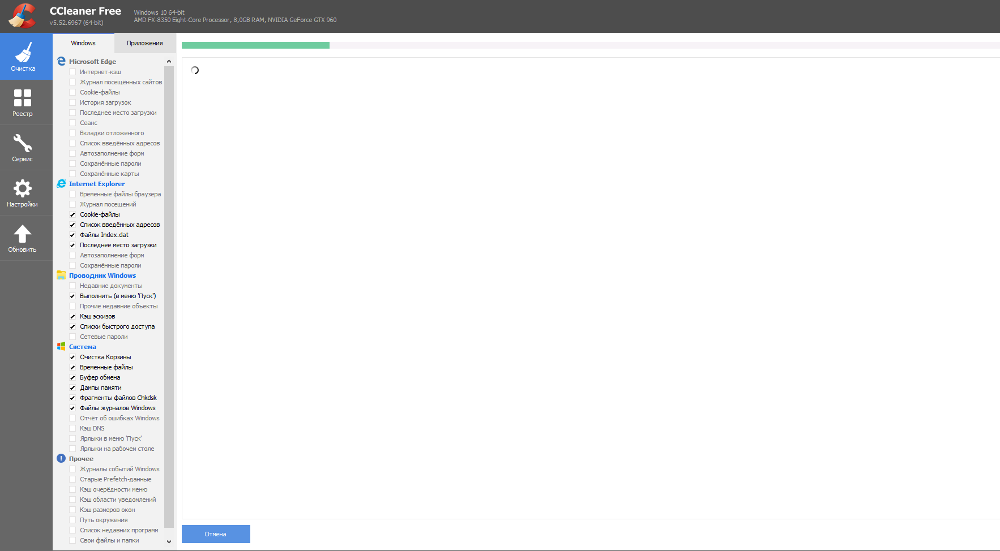 CCleaner Free
v5.52.6967 (64-bit)
Windows 10 64-bit
AMD FX-8350 Eight-Core Processor, 8,0GB RAM, NVIDIA GeForce GTX 960
Очистка
Реестр
Сервис
Настройки
Обновить
Windows
Приложения
Microsoft Edge
Интернет-кэш
Журнал посещённых сайтов
Cookie-файлы
История загрузок
Последнее место загрузки
Сеанс
Вкладки отложенного
Список введённых адресов
Автозаполнение форм
Сохранённые пароли
Сохранённые карты
Internet Explorer
Временные файлы браузера
Журнал посещений
Cookie-файлы
Список введённых адресов
Файлы Index.dat
Последнее место загрузки
Автозаполнение форм
Сохранённые пароли
Проводник Windows
Недавние документы
Выполнить (в меню 'Пуск')
Прочие недавние объекты
Кэш эскизов
Списки быстрого доступа
Сетевые пароли
Система
Очистка Корзины
Временные файлы
Буфер обмена
Дампы памяти
Фрагменты файлов Chkdsk
Файлы журналов Windows
Отчёт об ошибках Windows
Кэш DNS
Ярлыки в меню 'Пуск'
Ярлыки на рабочем столе
Прочее
Журналы событий Windows
Старые Prefetch-данные
Кэш очерёдности меню
Кэш области уведомлений
Кэш размеров окон
Путь окружения
Список недавних программ
Свои файлы и папки
Отмена